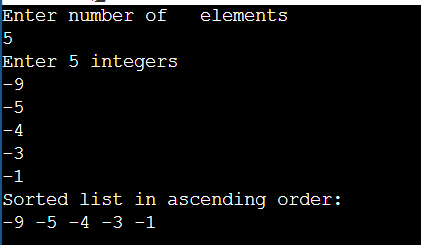 Enter number of   elements
5
Enter 5 integers
-9
-5
-4
-3
-1
Sorted list in ascending order:
-9 -5 -4 -3 -1